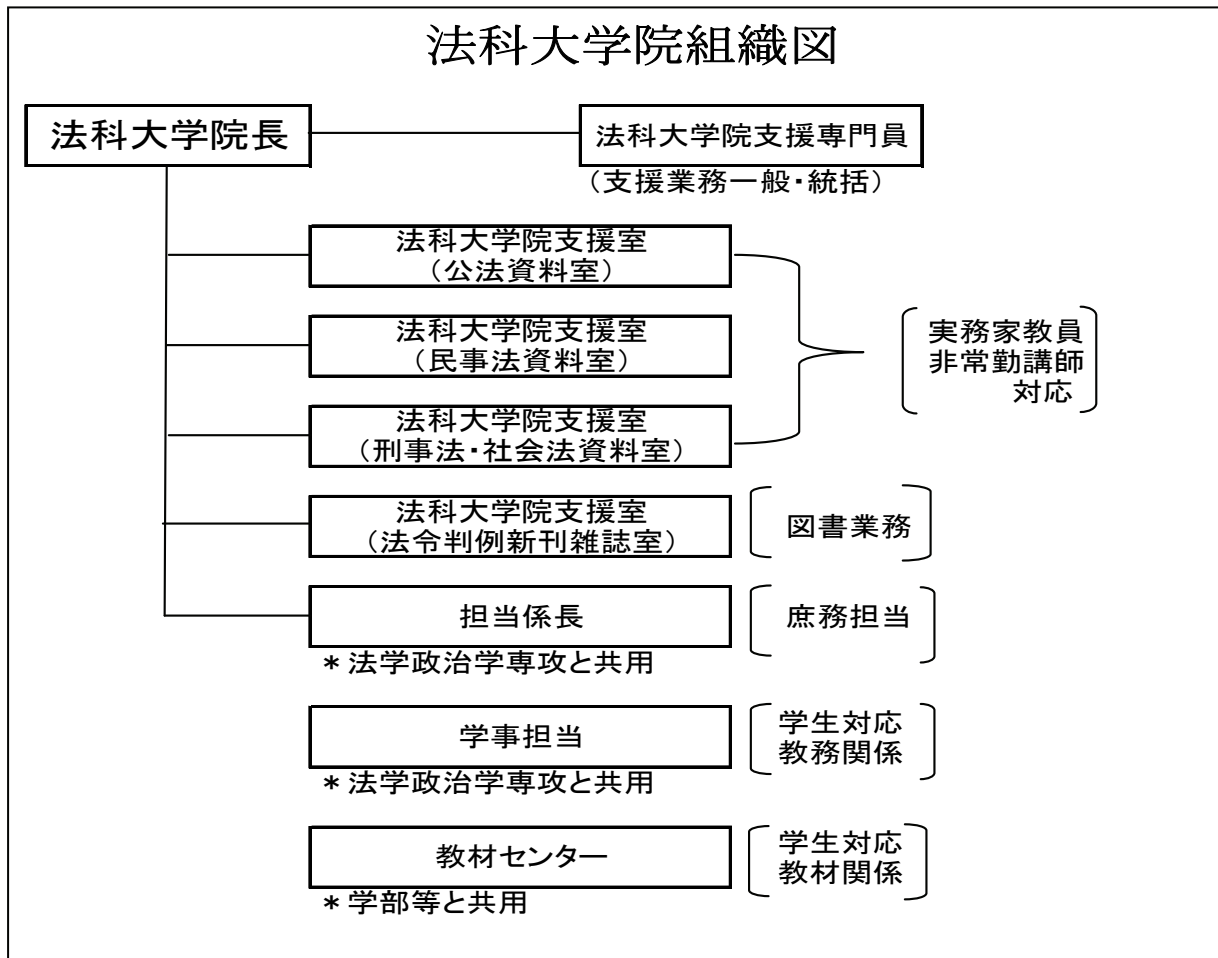 法科大学院組織図
法科大学院長
法科大学院支援専門員
（支援業務一般・統括）
法科大学院支援室
（公法資料室）
法科大学院支援室
（民事法資料室）
実務家教員
非常勤講師
対応
法科大学院支援室
（刑事法・社会法資料室）
法科大学院支援室
（法令判例新刊雑誌室）
図書業務
担当係長
庶務担当
＊法学政治学専攻と共用
学事担当
学生対応
教務関係
＊法学政治学専攻と共用
教材センター
学生対応
教材関係
＊学部等と共用